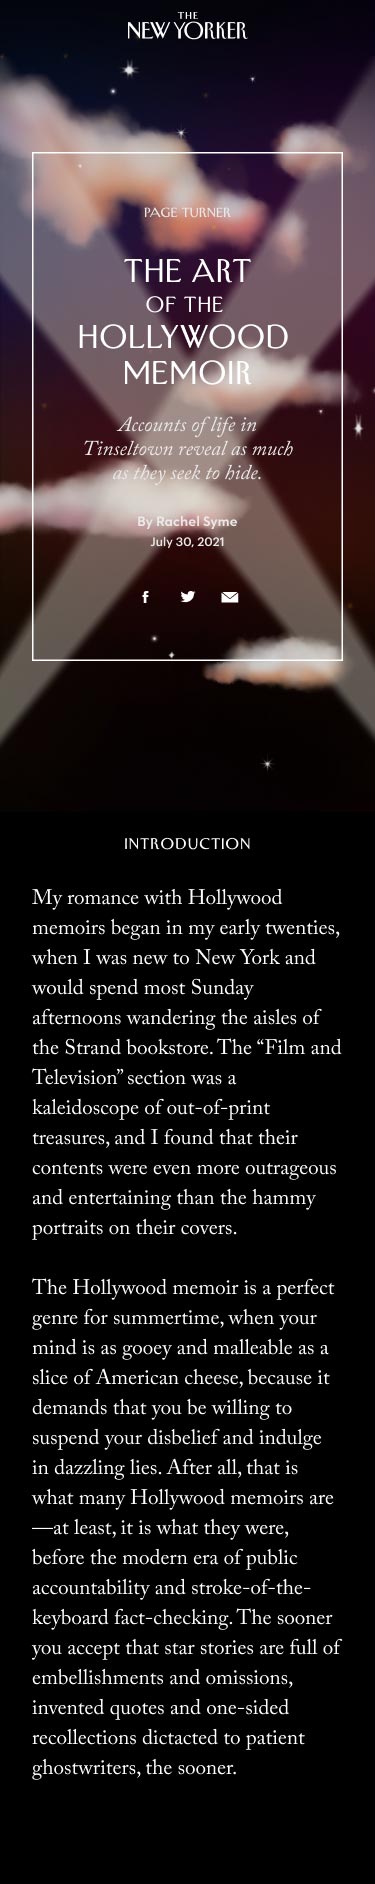 THE
NEW YORKER
PAGE TURNER
THE ART
OF THE
HOLLYWOOD
MEMOIR
Accounts of life in
Tinseltown reveal as much
as they seek to hide.
By Rachel Syme
July 30, 2021
INTRODUCTION
My romance with Hollywood
memoirs began in my early twenties,
when I was new to New York and
would spend most Sunday
afternoons wandering the aisles of
the Strand bookstore. The “Film and
Television” section was a
kaleidoscope of out-of-print
treasures, and I found that their
contents were even more outrageous
and entertaining than the hammy
portraits on their covers.
The Hollywood memoir is a perfect
genre for summertime, when your
mind is as gooey and malleable as a
slice of American cheese, because it
demands that you be willing to
suspend your disbelief and indulge
in dazzling lies. After all, that is
what many Hollywood memoirs are
—at least, it is what they were,
before the modern era of public
accountability and stroke-of-the-
keyboard fact-checking. The sooner
you accept that star stories are full of
embellishments and omissions,
invented quotes and one-sided
recollections dictacted to patient
ghostwriters, the sooner.